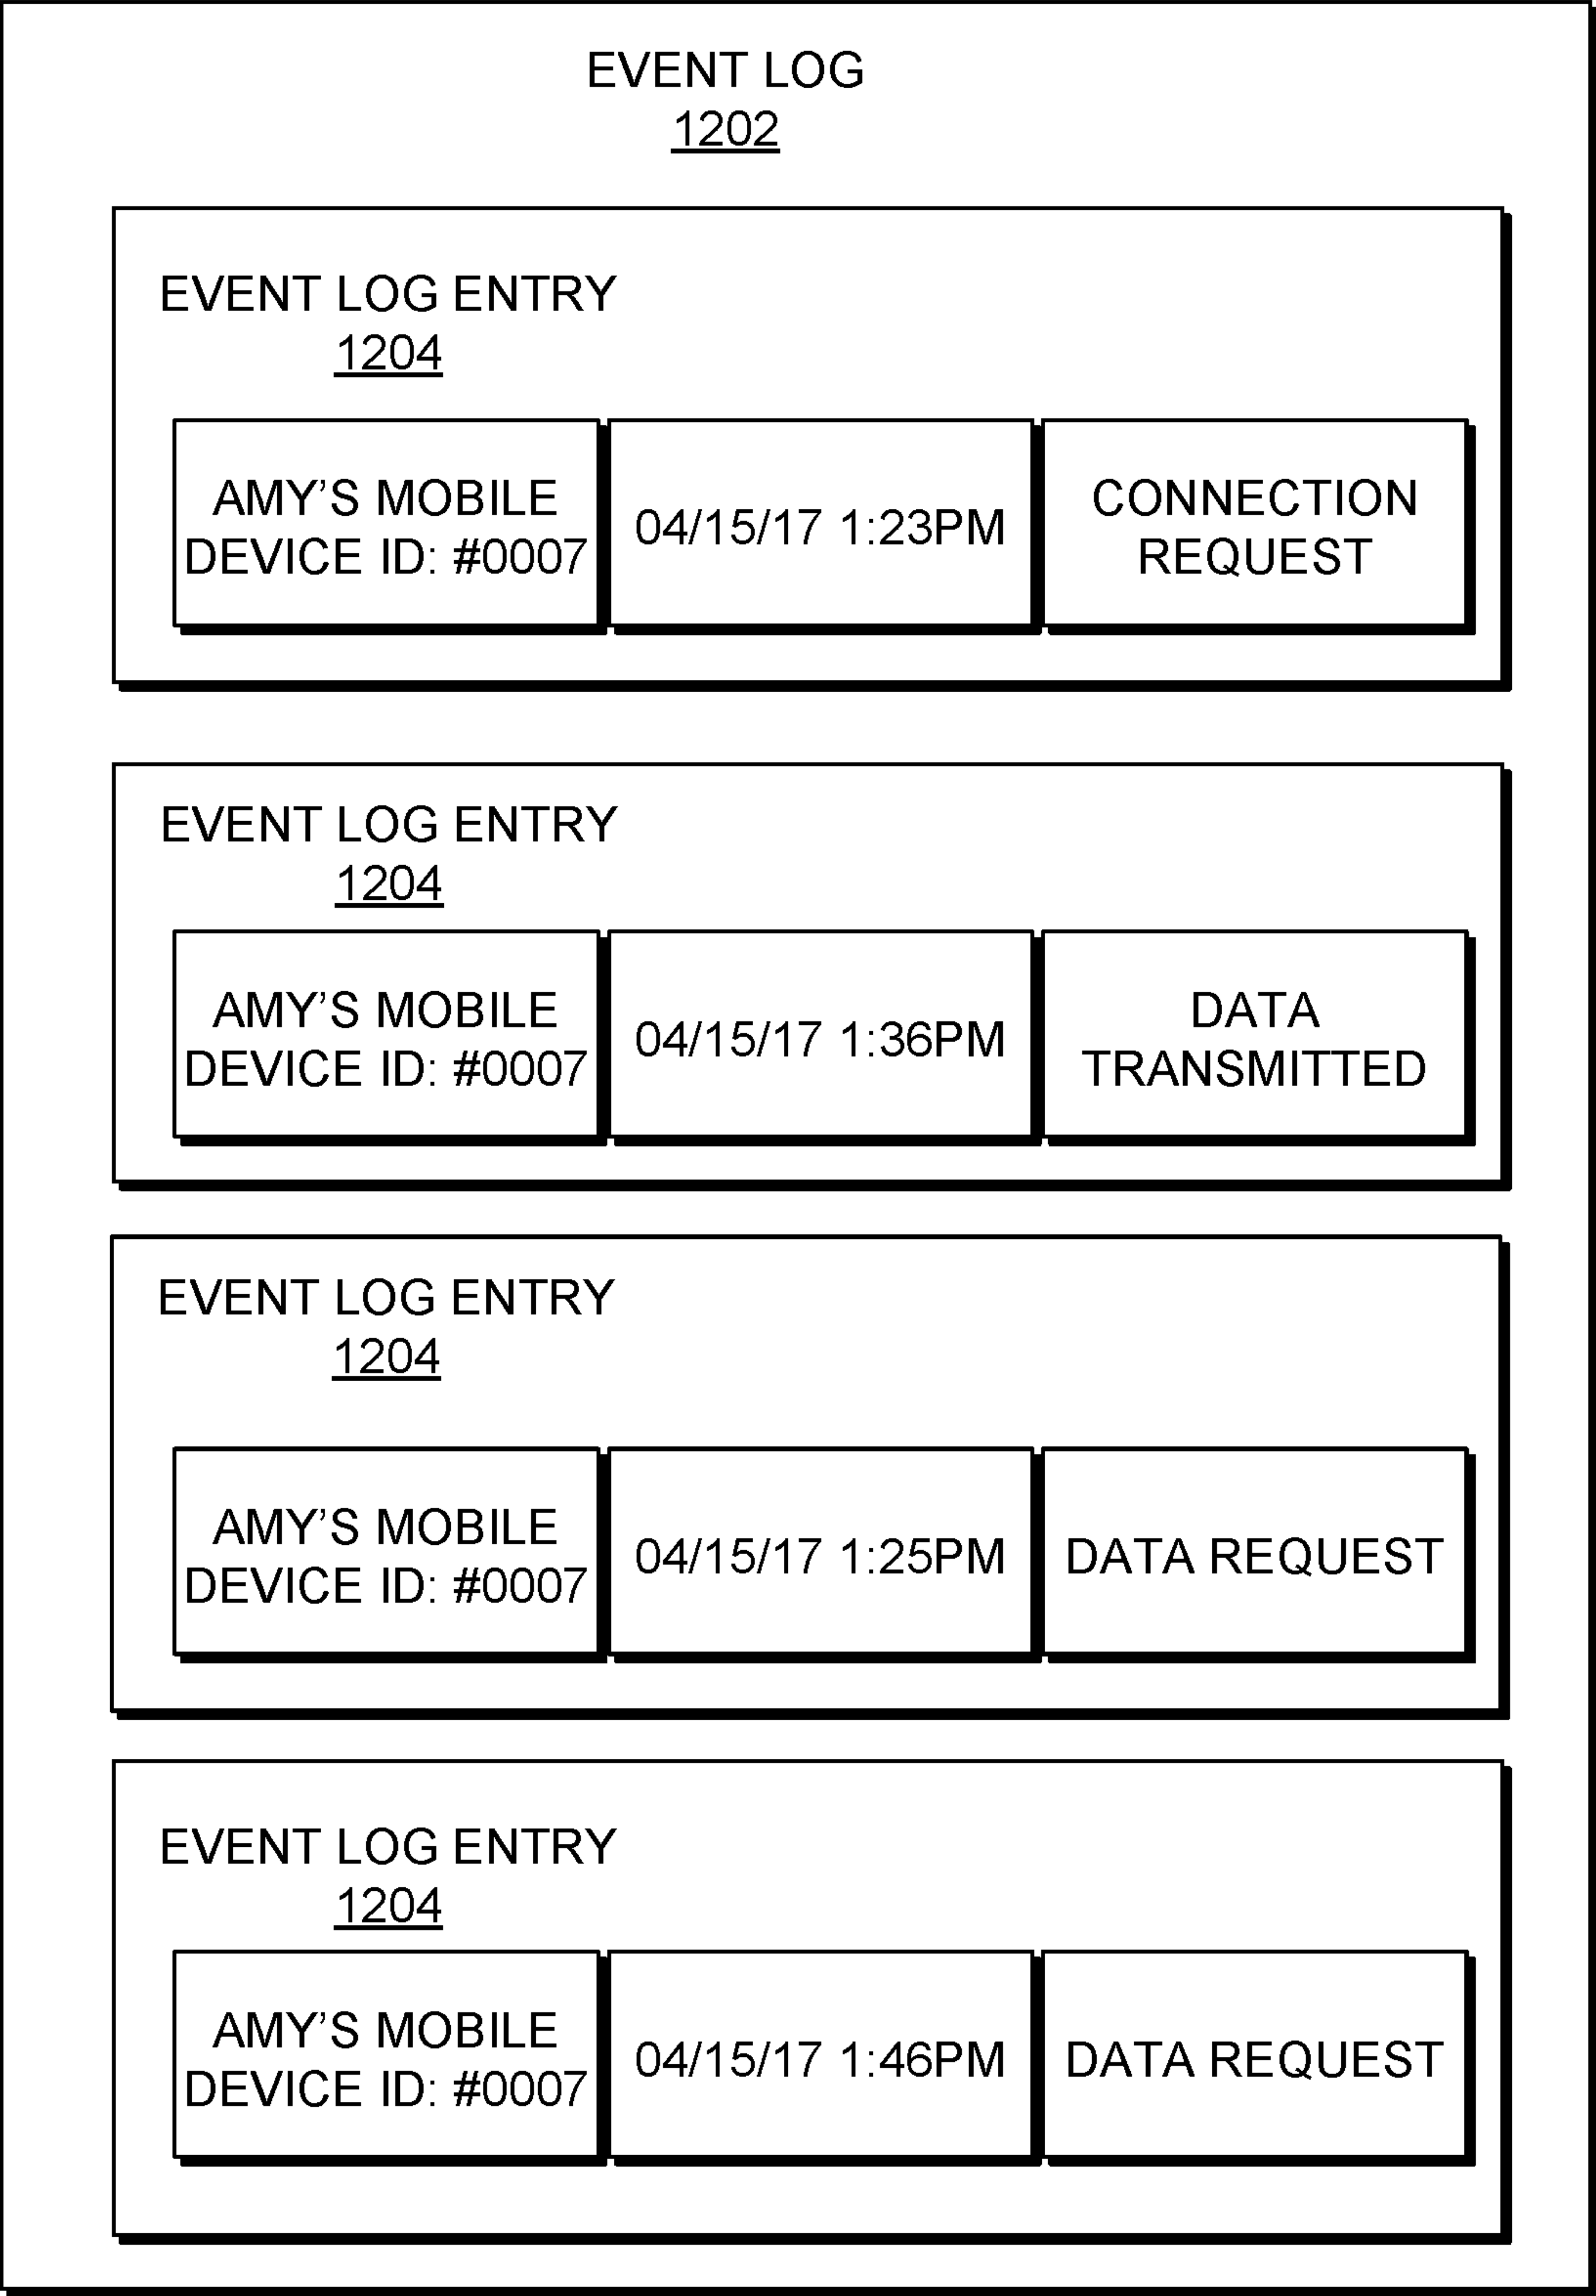 EVENT LOG
1202
EVENT LOG ENTRY
1204
AMY'S MOBILE
DEVICE ID: #0007
04/15/17 1:23PM
CONNECTION
REQUEST
EVENT LOG ENTRY
1204
AMY'S MOBILE
DEVICE ID: #0007
04/15/17 1:36PM
DATA
TRANSMITTED
EVENT LOG ENTRY
1204
AMY'S MOBILE
DEVICE ID: #0007
04/15/17 1:25PM
DATA REQUEST
EVENT LOG ENTRY
1204
AMY'S MOBILE
DEVICE ID: #0007
04/15/17 1:46PM
DATA REQUEST